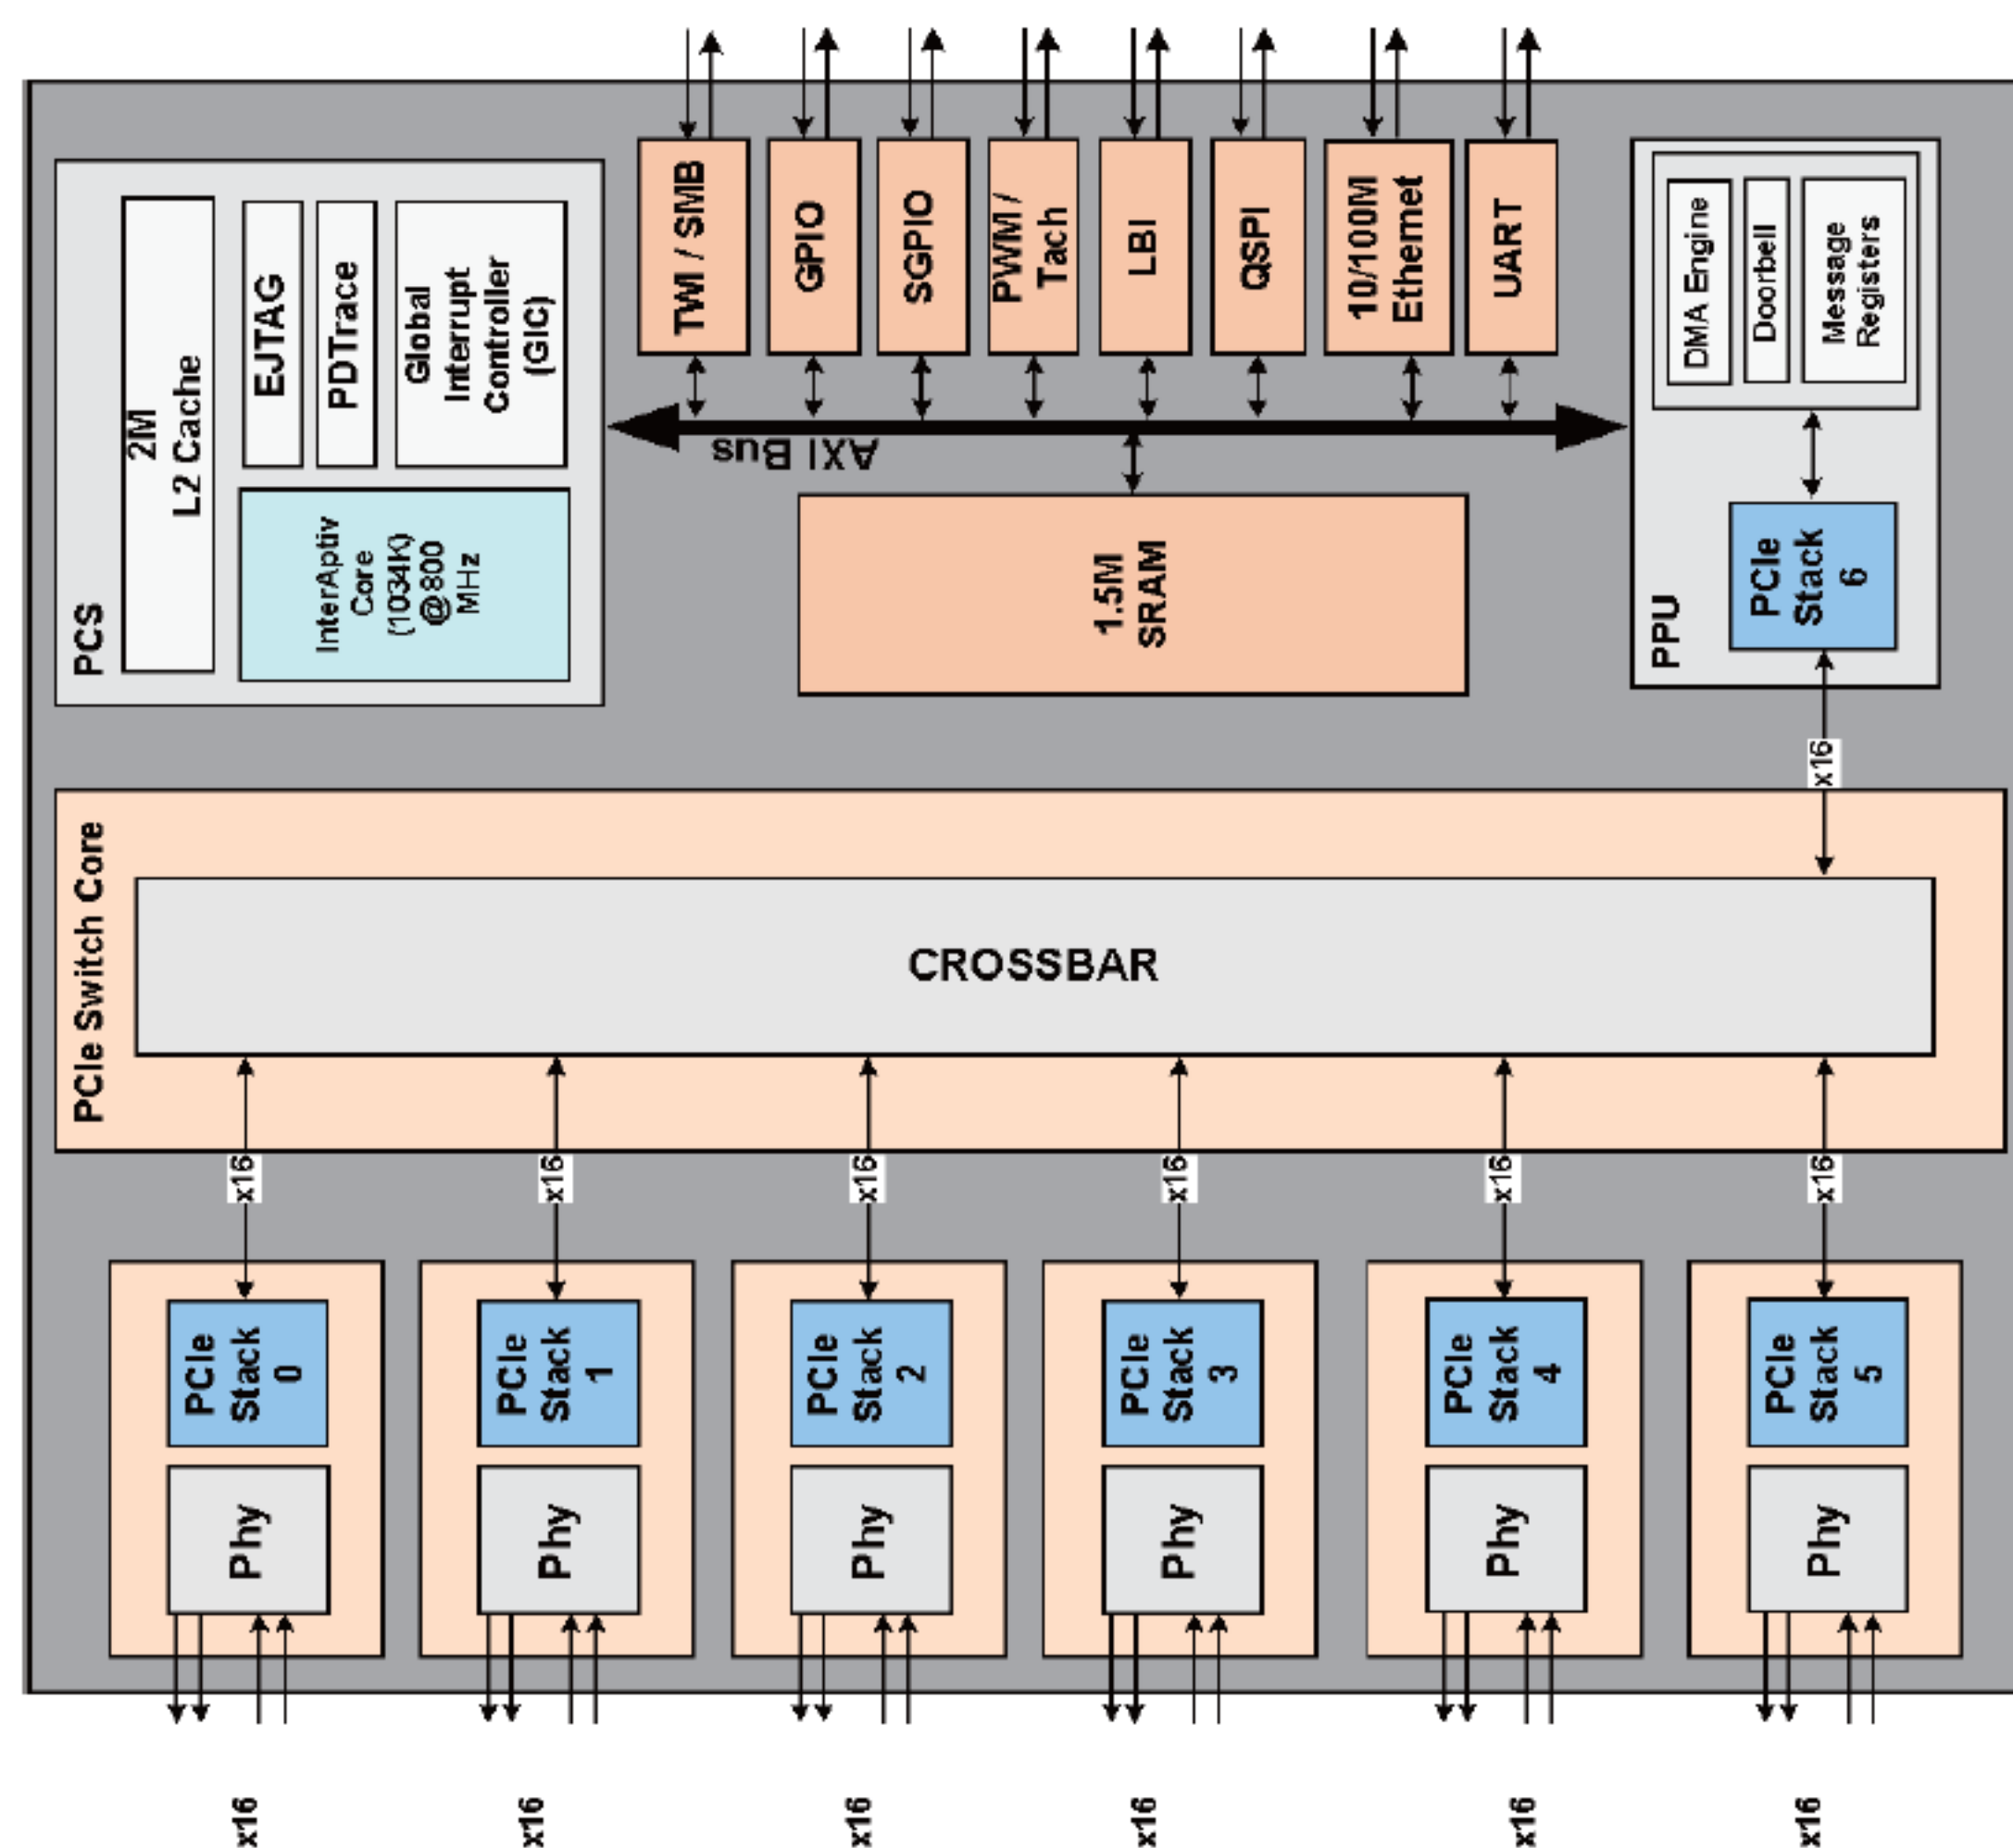 PCS
2M
L2 Cache
EJTAG
PDTrace
Global
Interrupt
Controller
(GIC)
InterAptiv
Core
(1034K)
@800
MHz
TWI / SMB
GPIO
SGPIO
PWM /
Tach
LBI
QSPI
10/100M
Ethernet
UART
AXI Bus
1.5M
SRAM
PPU
DMA Engine
Doorbell
Message
Registers
PCIe
Stack
6
x16
PCIe Switch Core
CROSSBAR
x16
x16
x16
x16
x16
x16
PCIe
Stack
0
PCIe
Stack
1
PCIe
Stack
2
PCIe
Stack
3
PCIe
Stack
4
PCIe
Stack
5
Phy
Phy
Phy
Phy
Phy
Phy
x16
x16
x16
x16
x16
x16